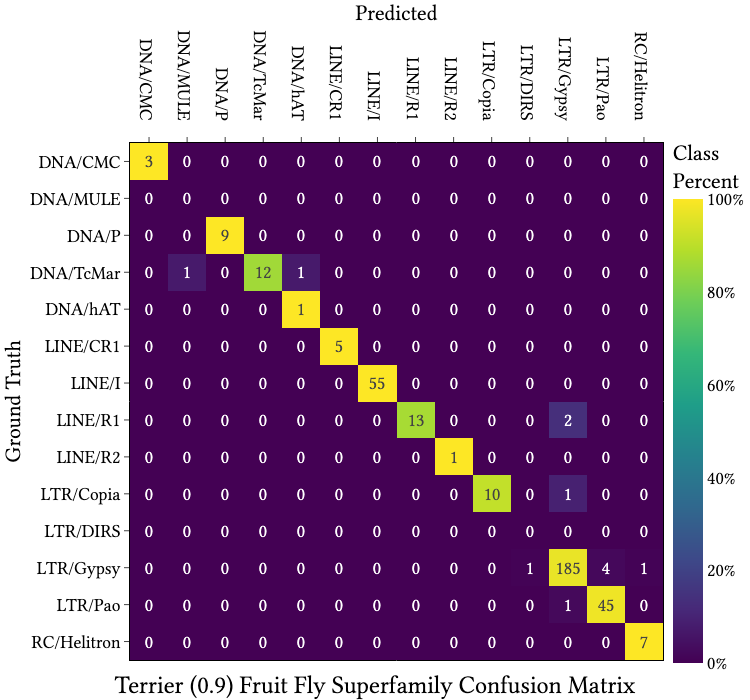 Predicted
DNA/CMC DNA/MULE DNA/P DNA/TcMar DNA/hAT LINE/CR1 LINE/I LINE/R1 LINE/R2 LTR/Copia LTR/DIRS LTR/Gypsy LTR/Pao RC/Helitron
Ground Truth
DNA/CMC 3 0 0 0 0 0 0 0 0 0 0 0 0 0
DNA/MULE 0 0 0 0 0 0 0 0 0 0 0 0 0 0
DNA/P 0 0 9 0 0 0 0 0 0 0 0 0 0 0
DNA/TcMar 0 1 0 12 1 0 0 0 0 0 0 0 0 0
DNA/hAT 0 0 0 0 1 0 0 0 0 0 0 0 0 0
LINE/CR1 0 0 0 0 0 5 0 0 0 0 0 0 0 0
LINE/I 0 0 0 0 0 0 55 0 0 0 0 0 0 0
LINE/R1 0 0 0 0 0 0 0 13 0 0 0 2 0 0
LINE/R2 0 0 0 0 0 0 0 0 1 0 0 0 0 0
LTR/Copia 0 0 0 0 0 0 0 0 0 10 0 1 0 0
LTR/DIRS 0 0 0 0 0 0 0 0 0 0 0 0 0 0
LTR/Gypsy 0 0 0 0 0 0 0 0 0 0 1 185 4 1
LTR/Pao 0 0 0 0 0 0 0 0 0 0 0 1 45 0
RC/Helitron 0 0 0 0 0 0 0 0 0 0 0 0 0 7
Class
Percent
100%
80%
60%
40%
20%
0%
Terrier (0.9) Fruit Fly Superfamily Confusion Matrix